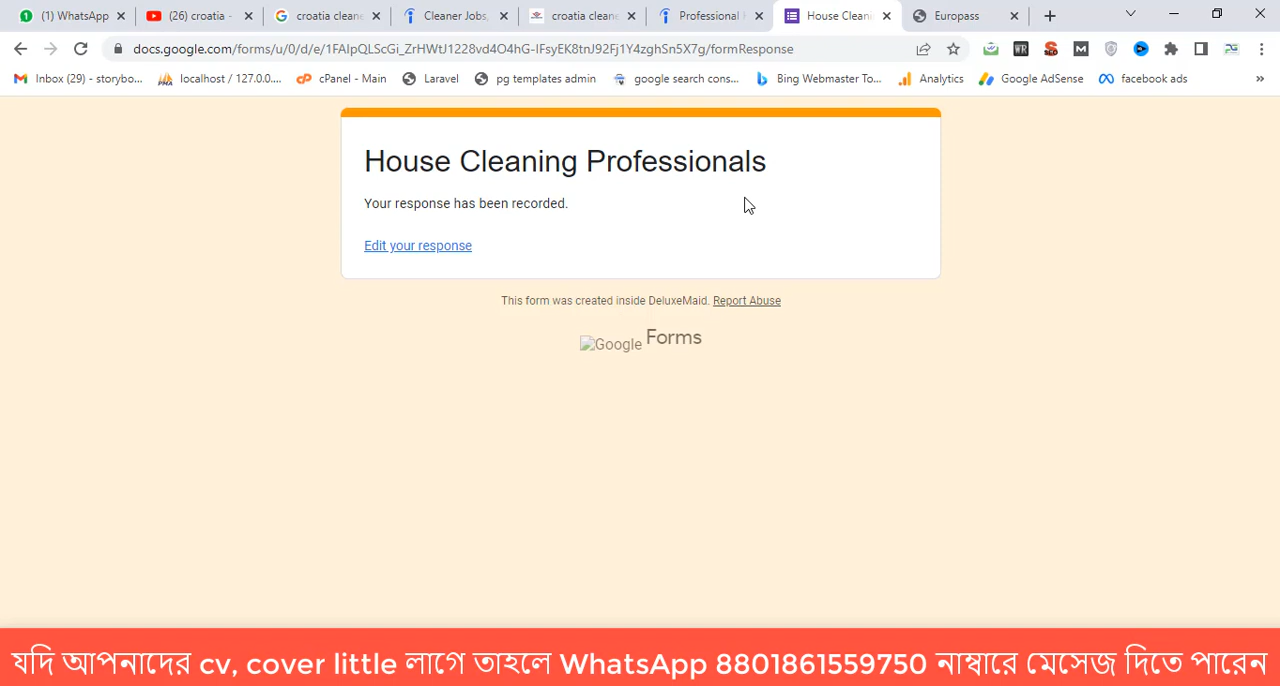 (1) WhatsApp
(26) croatia -
croatia clean
Cleaner Jobs,
croatia clean
Professional
House Clean
Europass
docs.google.com/forms/u/0/d/e/1FAIpQLScGi_ZrHWtJ1228vd4O4hG-IFsyEK8tnJ92Fj1Y4zghSn5X7g/formResponse
Inbox (29) - storybo...
localhost / 127.0.0....
cPanel - Main
Laravel
pg templates admin
google search cons...
Bing Webmaster To...
Analytics
Google AdSense
facebook ads
House Cleaning Professionals
Your response has been recorded.
Edit your response
This form was created inside DeluxeMaid. Report Abuse
Google Forms
যদি আপনাদের cv, cover little লাগে তাহলে WhatsApp 8801861559750 নাম্বারে মেসেজ দিতে পারেন